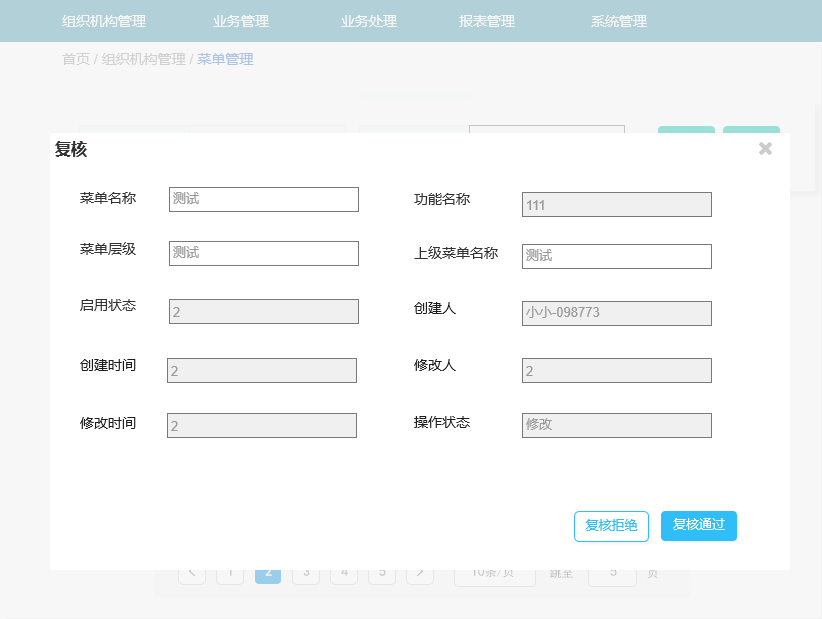 组织机构管理 业务管理 业务处理 报表管理 系统管理
首页 / 组织机构管理 / 菜单管理
复核 ✖
菜单名称 测试 功能名称 111
菜单层级 测试 上级菜单名称 测试
启用状态 2 创建人 小小-098773
创建时间 2 修改人 2
修改时间 2 操作状态 修改
复核拒绝 复核通过
< 1 2 3 4 5 > 10条/页 跳至 5 页